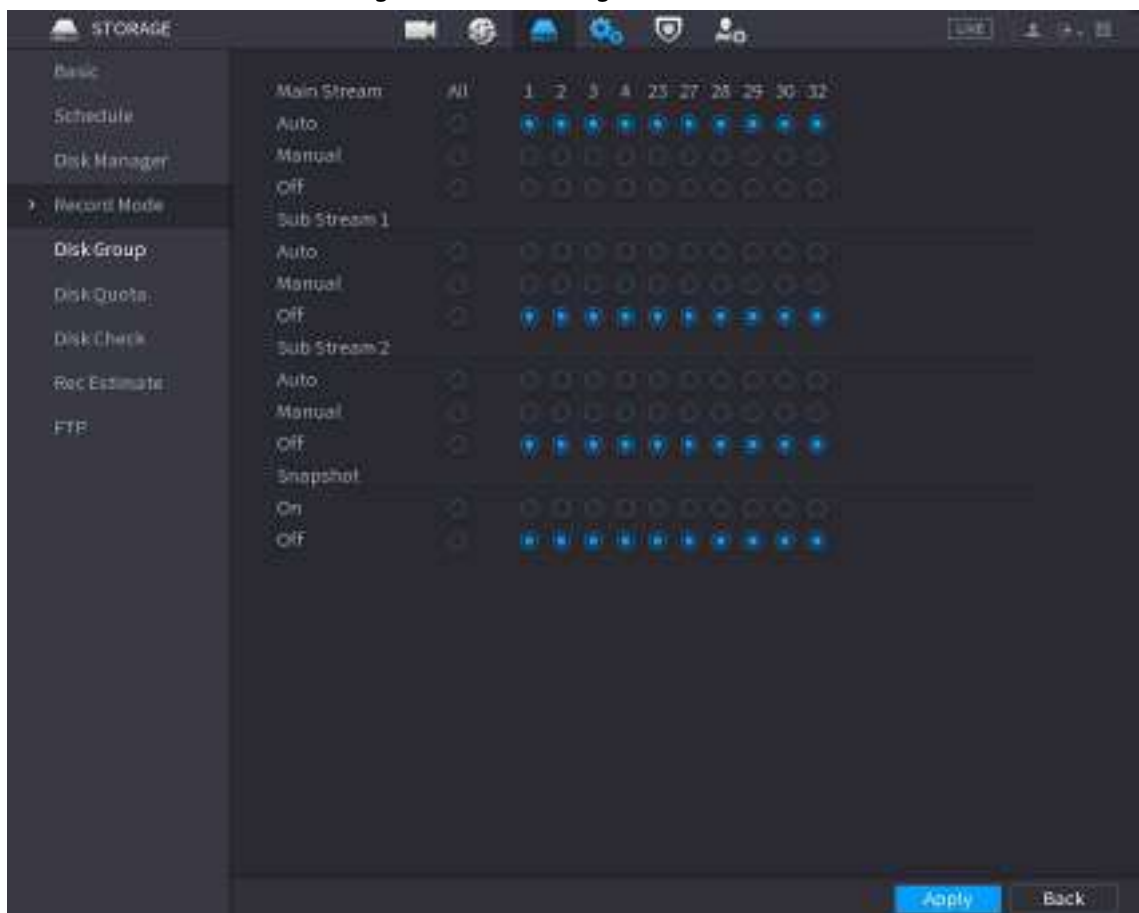 STORAGE LIVE
Basic
Schedule
Disk Manager
Record Mode
Disk Group
Disk Quota
Disk Check
Rec Estimate
FTP
Main Stream All 1 2 3 4 23 27 28 29 30 32
Auto
Manual
Off
Sub Stream 1
Auto
Manual
Off
Sub Stream 2
Auto
Manual
Off
Snapshot
On
Off
Apply Back